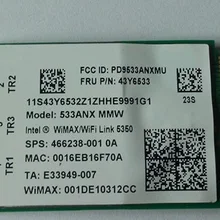 FCC ID: PD9533ANXMU
FRU P/N: 43Y6533
11S43Y6532Z1ZHHE9991G1
23S
Model: 533ANX MMW
Intel® WiMAX/WiFi Link 5350
SPS: 466238-001 0A
MAC: 0016EB16F70A
TA: E33949-007
WiMAX: 001DE10312CC
TR2
TR3
TR1